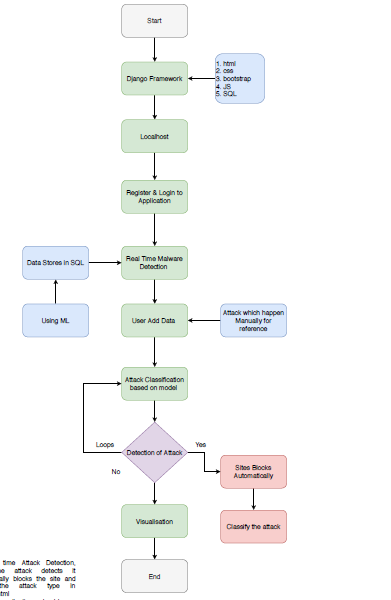 Start
Django Framework
1. html
2. css
3. bootstrap
4. JS
5. SQL
Localhost
Register & Login to
Application
Data Stores in SQL
Real Time Malware
Detection
Using ML
User Add Data
Attack which happen
Manually for
reference
Attack Classification
based on model
Loops
Detection of Attack
Yes
No
Sites Blocks
Automatically
Visualisation
Classify the attack
End
time Attack Detection,
attack detects it
blocks the site and
attack type in